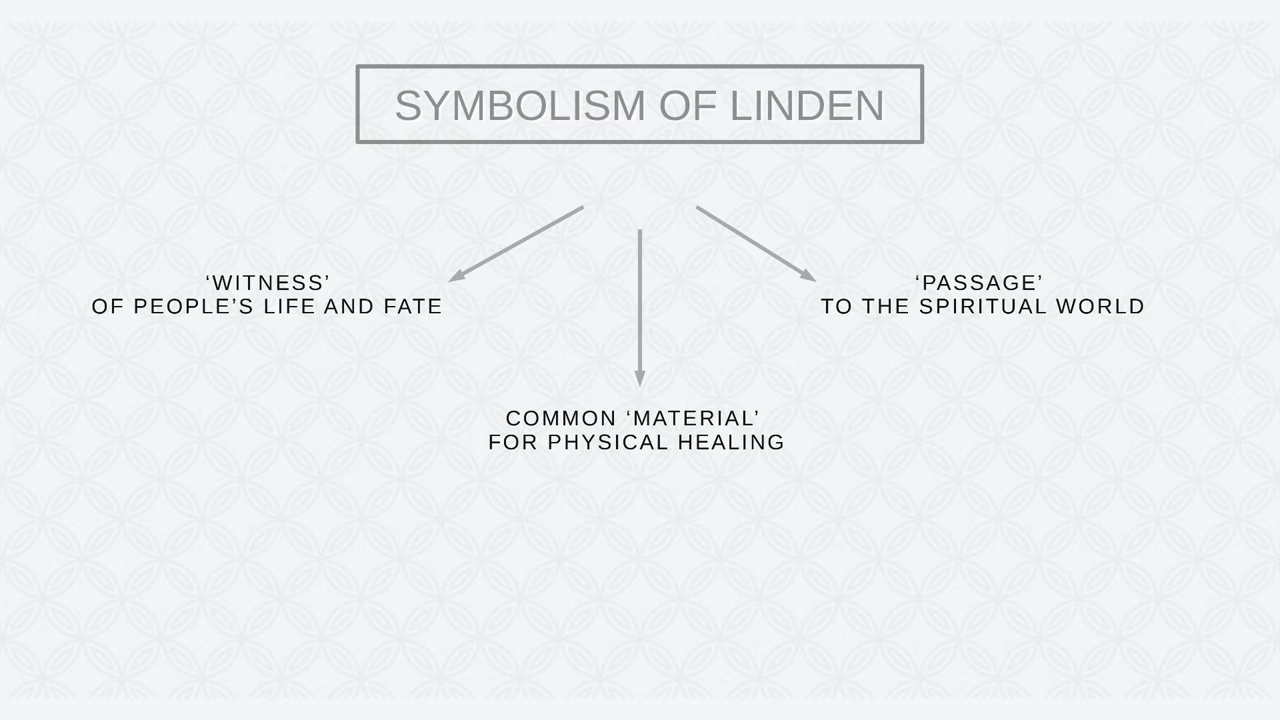 SYMBOLISM OF LINDEN
‘WITNESS’
OF PEOPLE’S LIFE AND FATE
‘PASSAGE’
TO THE SPIRITUAL WORLD
COMMON ‘MATERIAL’
FOR PHYSICAL HEALING